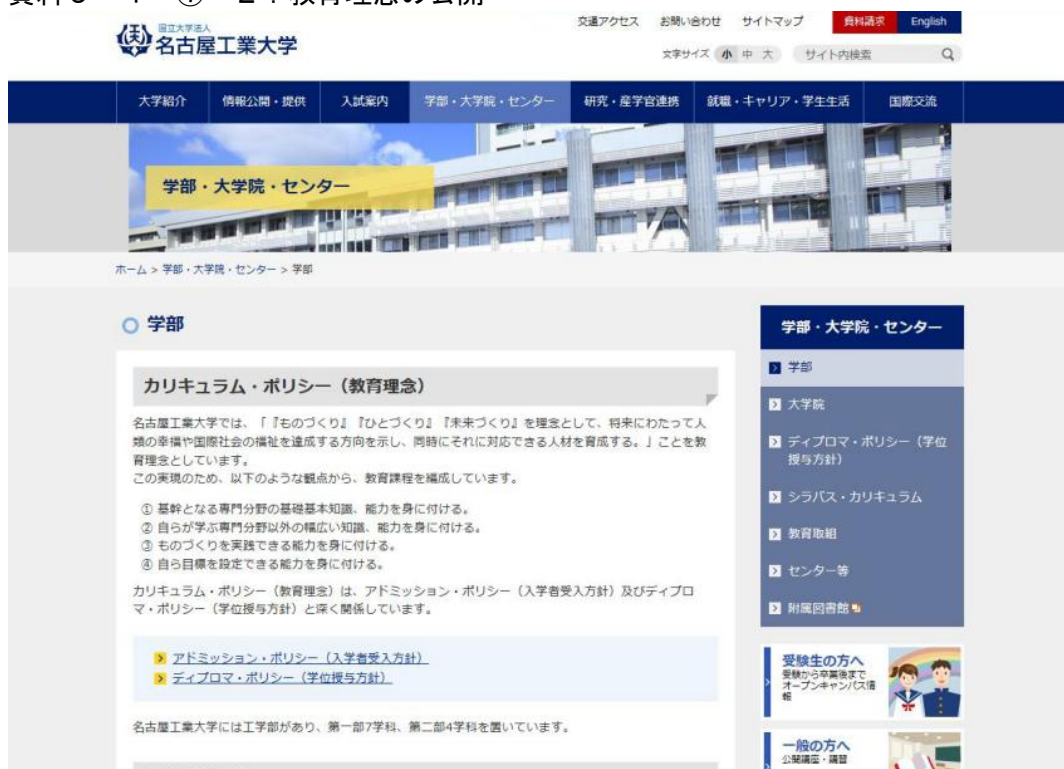 国立大学法人
名古屋工業大学
交通アクセス お問い合わせ サイトマップ 資料請求 English
文字サイズ 小 中 大 サイト内検索
大学紹介 情報公開・提供 入試案内 学部・大学院・センター 研究・産学官連携 就職・キャリア・学生生活 国際交流
学部・大学院・センター
ホーム > 学部・大学院・センター > 学部
学部
カリキュラム・ポリシー（教育理念）
名古屋工業大学では、「『ものづくり』『ひとづくり』『未来づくり』を理念として、将来にわたって人
類の幸福や国際社会の福祉を達成する方向を示し、同時にそれに対応できる人材を育成する。」ことを教
育理念としています。
この実現のため、以下のような観点から、教育課程を編成しています。
① 基幹となる専門分野の基礎基本知識、能力を身に付ける。
② 自らが学ぶ専門分野以外の幅広い知識、能力を身に付ける。
③ ものづくりを実践できる能力を身に付ける。
④ 自ら目標を設定できる能力を身に付ける。
カリキュラム・ポリシー（教育理念）は、アドミッション・ポリシー（入学者受入方針）及びディプロ
マ・ポリシー（学位授与方針）と深く関係しています。
アドミッション・ポリシー（入学者受入方針）
ディプロマ・ポリシー（学位授与方針）
名古屋工業大学には工学部があり、第一部7学科、第二部4学科を置いています。
学部・大学院・センター
学部
大学院
ディプロマ・ポリシー（学位
授与方針）
シラバス・カリキュラム
教育取組
センター等
附属図書館
受験生の方へ
受験から卒業後まで
オープンキャンパス情
報
一般の方へ
公開講座・講習